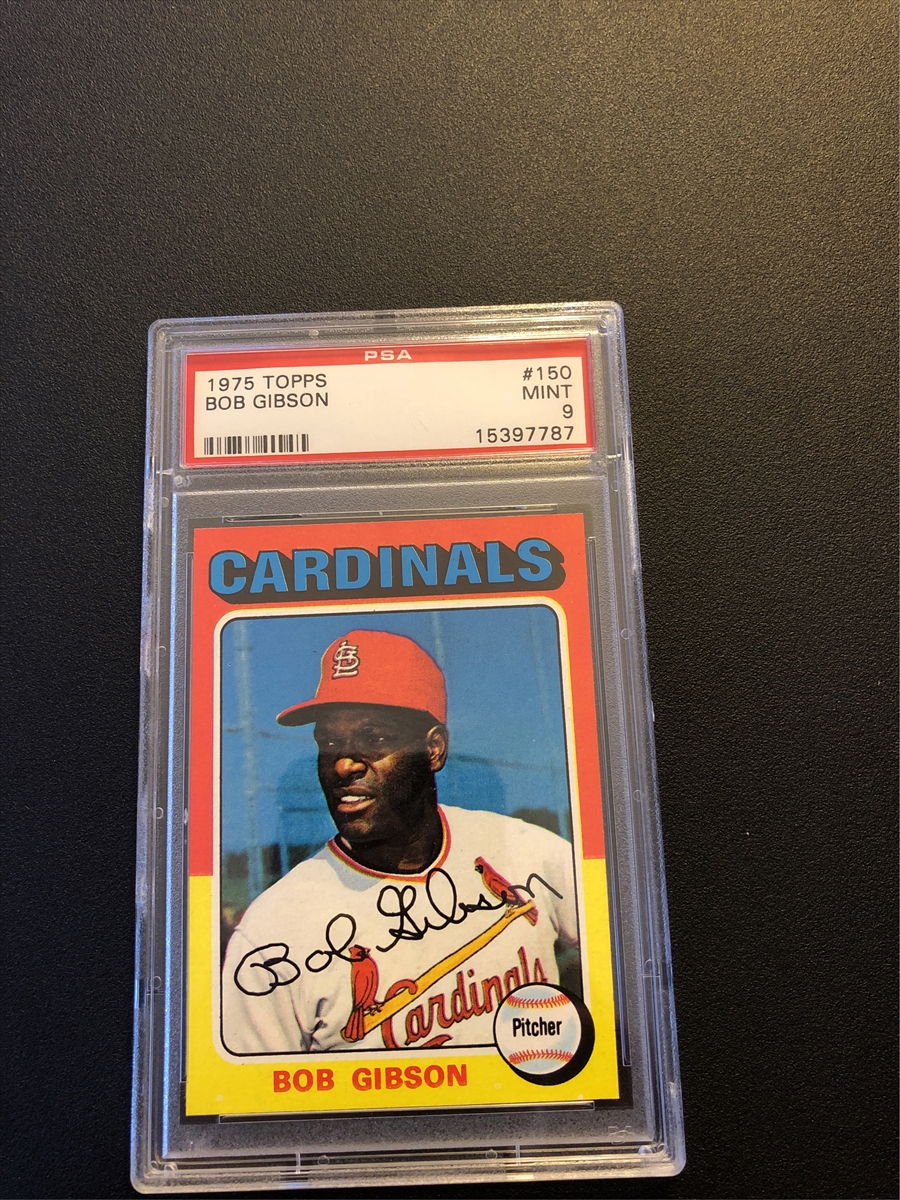 PSA
1975 TOPPS #150
BOB GIBSON MINT
9
15397787
CARDINALS
STL
Bob Gibson
Cardinals
Pitcher
BOB GIBSON